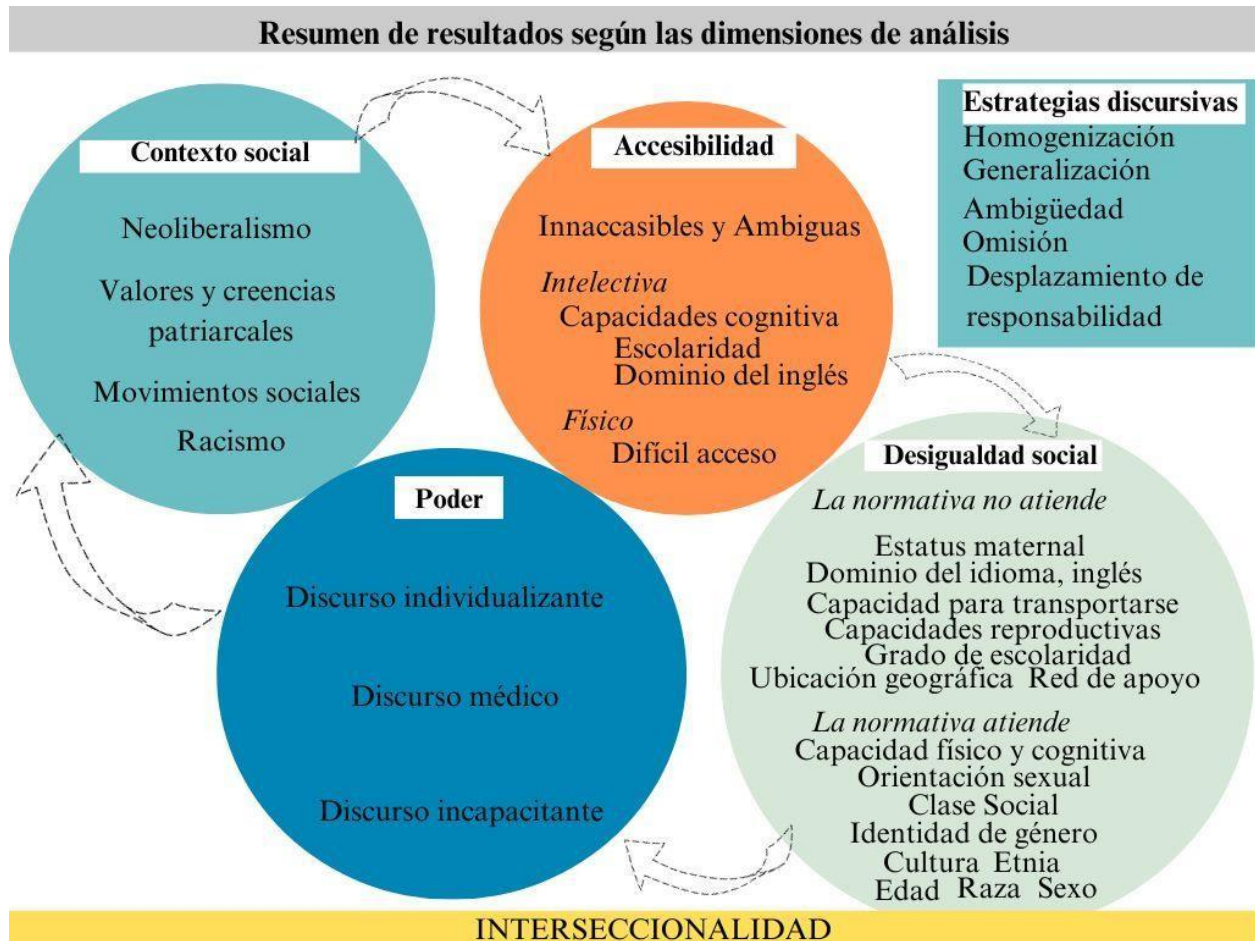 Resumen de resultados según las dimensiones de análisis
Contexto social
Neoliberalismo
Valores y creencias
patriarcales
Movimientos sociales
Racismo
Accesibilidad
Innaccasibles y Ambiguas
Intelectiva
Capacidades cognitiva
Escolaridad
Dominio del inglés
Físico
Difícil acceso
Estrategias discursivas
Homogenización
Generalización
Ambigüedad
Omisión
Desplazamiento de
responsabilidad
Poder
Discurso individualizante
Discurso médico
Discurso incapacitante
Desigualdad social
La normativa no atiende
Estatus maternal
Dominio del idioma, inglés
Capacidad para transportarse
Capacidades reproductivas
Grado de escolaridad
Ubicación geográfica Red de apoyo
La normativa atiende
Capacidad físico y cognitiva
Orientación sexual
Clase Social
Identidad de género
Cultura Etnia
Edad Raza Sexo
INTERSECCIONALIDAD